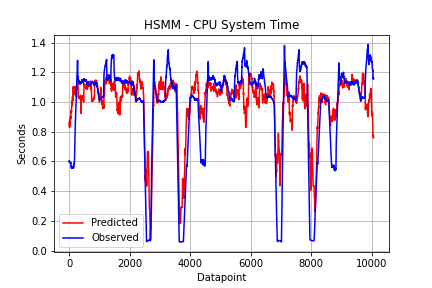 HSMM - CPU System Time
1.4
1.2
1.0
0.8
0.6
0.4
0.2
0.0
Seconds
Predicted
Observed
0 2000 4000 6000 8000 10000
Datapoint